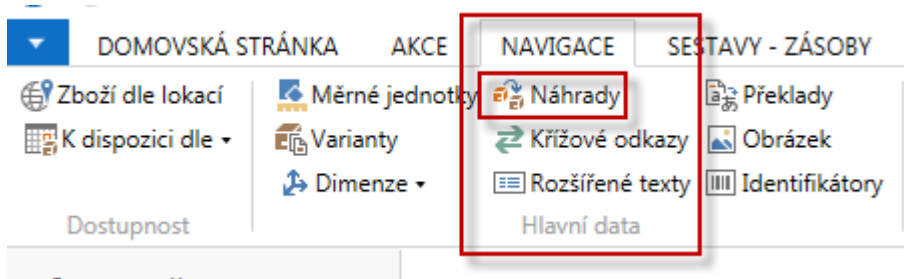 DOMOVSKÁ STRÁNKA AKCE NAVIGACE SESTAVY - ZÁSOBY
Zboží dle lokací Měrné jednotky Náhrady Překlady
K dispozici dle Varianty Křížové odkazy Obrázek
Dimenze Rozšířené texty Identifikátory
Dostupnost Hlavní data